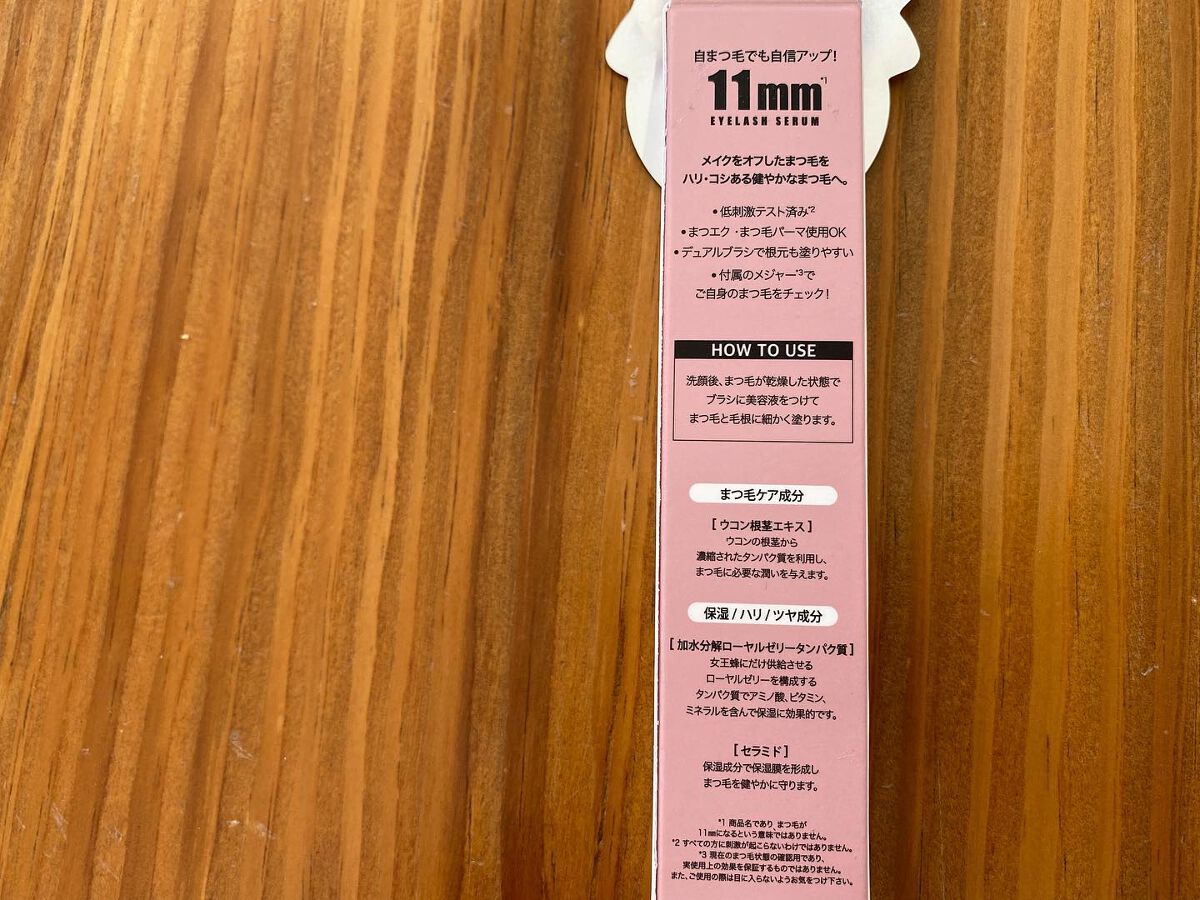 自まつ毛でも自信アップ!
11mm*1
EYELASH SERUM
メイクをオフしたまつ毛を
ハリ・コシある健やかなまつ毛へ。
• 低刺激テスト済み*2
• まつエク・まつ毛パーマ使用OK
• デュアルブラシで根元も塗りやすい
• 付属のメジャー*3で
ご自身のまつ毛をチェック!
HOW TO USE
洗顔後、まつ毛が乾燥した状態で
ブラシに美容液をつけて
まつ毛と毛根に細かく塗ります。
まつ毛ケア成分
[ ウコン根茎エキス ]
ウコンの根茎から
濃縮されたタンパク質を利用し、
まつ毛に必要な潤いを与えます。
保湿 / ハリ / ツヤ成分
[ 加水分解ローヤルゼリータンパク質 ]
女王蜂にだけ供給させる
ローヤルゼリーを構成する
タンパク質でアミノ酸、ビタミン、
ミネラルを含んで保湿に効果的です。
[ セラミド ]
保湿成分で保湿膜を形成し
まつ毛を健やかに守ります。
*1 商品名であり、まつ毛が
11㎜になるという意味ではありません。
*2 すべての方に刺激が起こらないわけではありません。
*3 現在のまつ毛状態の確認用であり、
実使用上の効果を保証するものではありません。
また、ご使用の際は目に入らないようお気をつけ下さい。